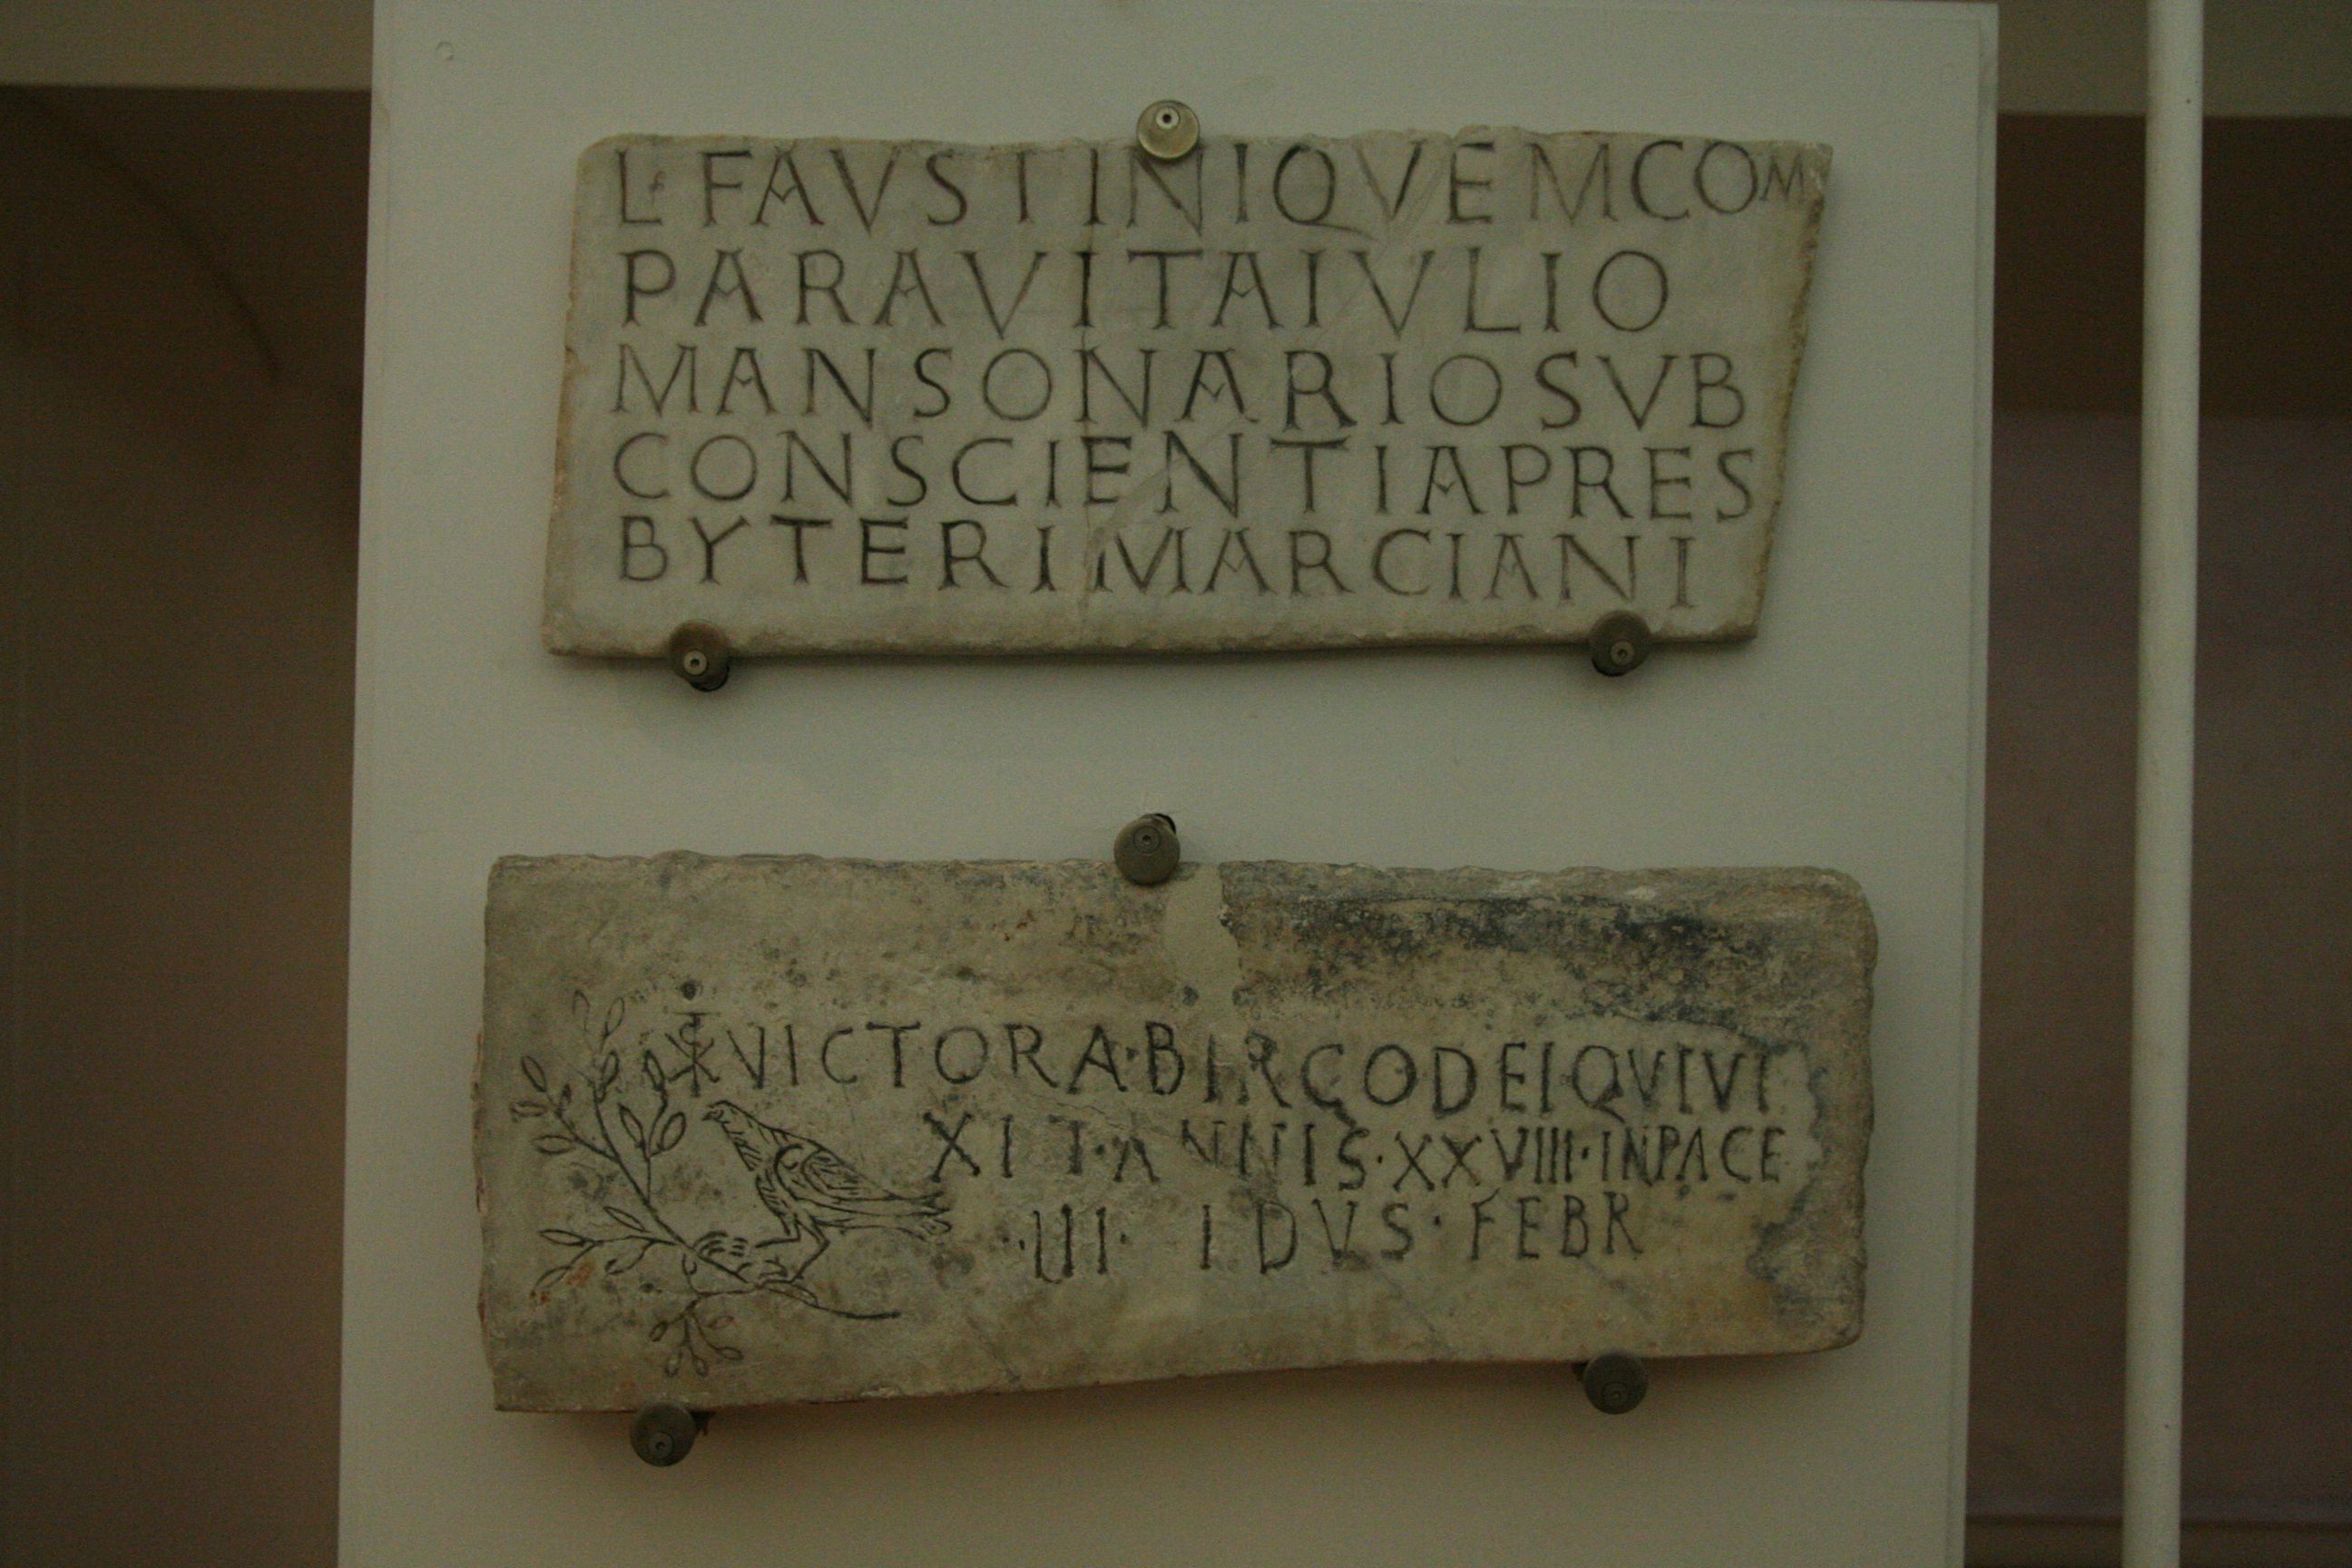 L FAVSTINIQVEMCOM
PARAVITAIVLIO
MANSONARIOSVB
CONSCIENTIAPRES
BYTERIMARCIANI
VICTORA·BIRCODEIQVIVI
XIT·ANNIS·XXVIII·INPACE
·III· IDVS·FEBR